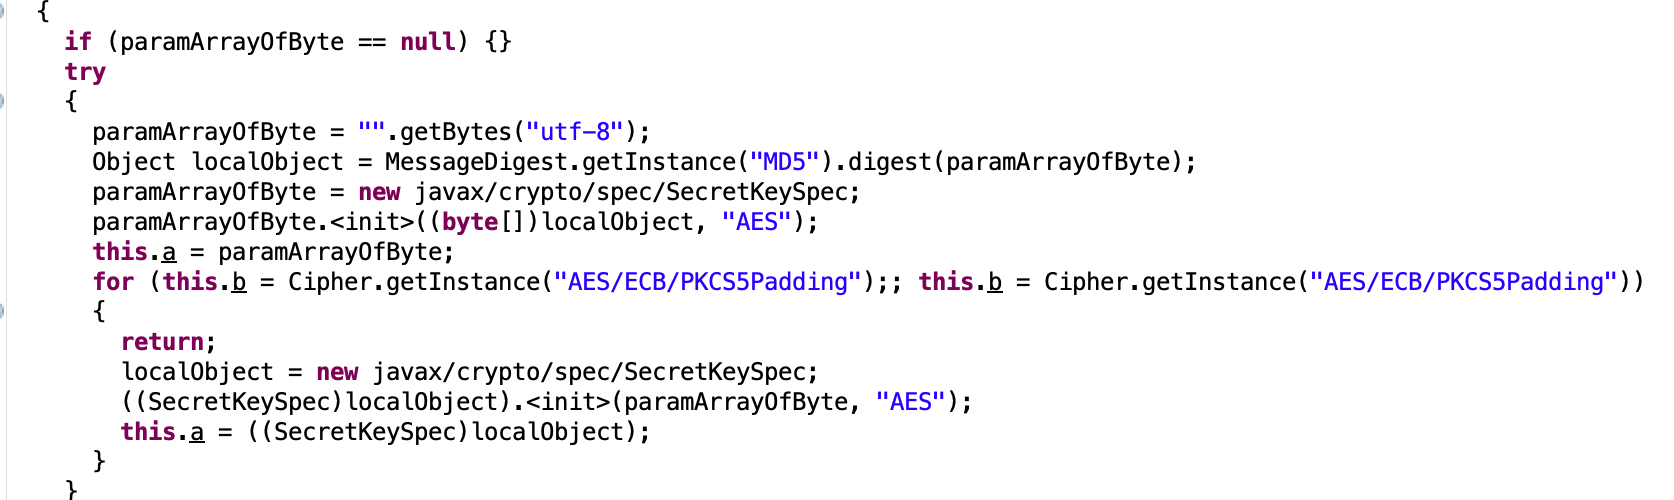 {
if (paramArrayOfByte == null) {}
try
{
paramArrayOfByte = "".getBytes("utf-8");
Object localObject = MessageDigest.getInstance("MD5").digest(paramArrayOfByte);
paramArrayOfByte = new javax/crypto/spec/SecretKeySpec;
paramArrayOfByte.<init>((byte[])localObject, "AES");
this.a = paramArrayOfByte;
for (this.b = Cipher.getInstance("AES/ECB/PKCS5Padding");; this.b = Cipher.getInstance("AES/ECB/PKCS5Padding"))
{
return;
localObject = new javax/crypto/spec/SecretKeySpec;
((SecretKeySpec)localObject).<init>(paramArrayOfByte, "AES");
this.a = ((SecretKeySpec)localObject);
}
}